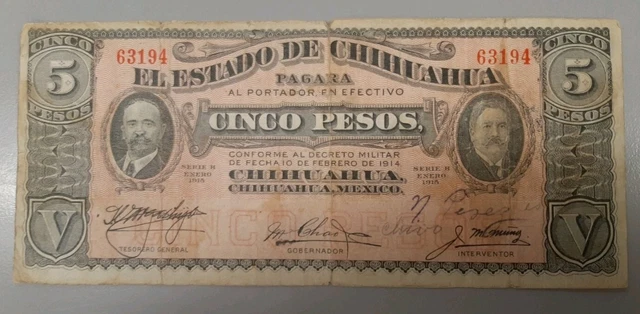 CINCO
63194
63194
CINCO
5
EL ESTADO DE CHIHUAHUA
5
PESOS
PAGARA
PESOS
AL PORTADOR, EN EFECTIVO
CINCO PESOS,
CONFORME AL DECRETO MILITAR
DE FECHA 10 DE FEBRERO DE 1914.
SERIE H
ENERO
1915
CHIHUAHUA,
SERIE H
ENERO
1915
CHIHUAHUA, MEXICO.
V
V
TESORERO GENERAL
GOBERNADOR
INTERVENTOR